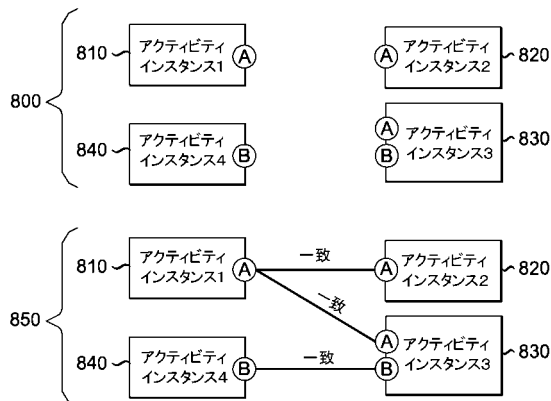 800
810
アクティビティ
インスタンス1
A
A
アクティビティ
インスタンス2
820
840
アクティビティ
インスタンス4
B
A
B
アクティビティ
インスタンス3
830
850
810
アクティビティ
インスタンス1
A
一致
A
アクティビティ
インスタンス2
820
一致
840
アクティビティ
インスタンス4
B
一致
A
B
アクティビティ
インスタンス3
830